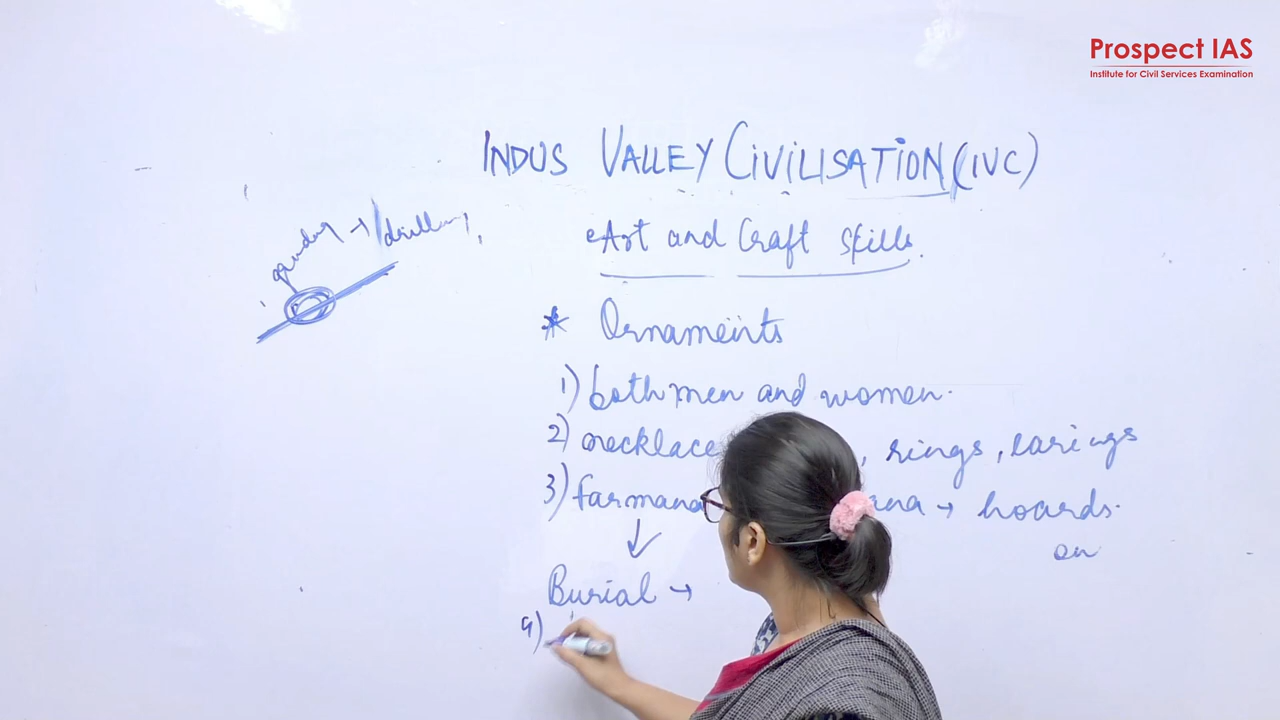 Prospect IAS
Institute for Civil Services Examination
INDUS VALLEY CIVILISATION (IVC)
Art and Craft skills.
* Ornaments
1) both men and women.
2) necklace , rings, earings
3) farmana ana → hoards.
on
↓
Burial →
4)
→ drilling